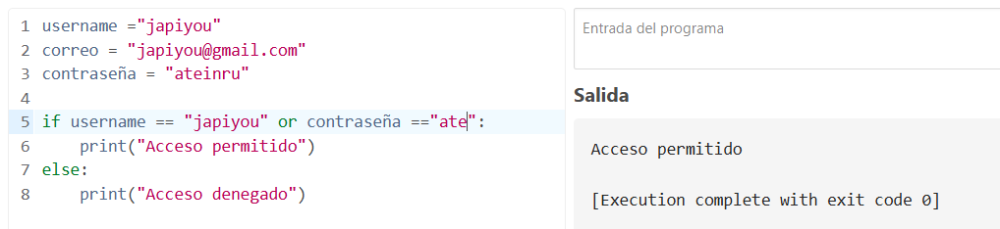 1 username ="japiyou"
2 correo = "japiyou@gmail.com"
3 contraseña = "ateinru"
4
5 if username == "japiyou" or contraseña =="ate":
6     print("Acceso permitido")
7 else:
8     print("Acceso denegado")
Entrada del programa
Salida
Acceso permitido
[Execution complete with exit code 0]